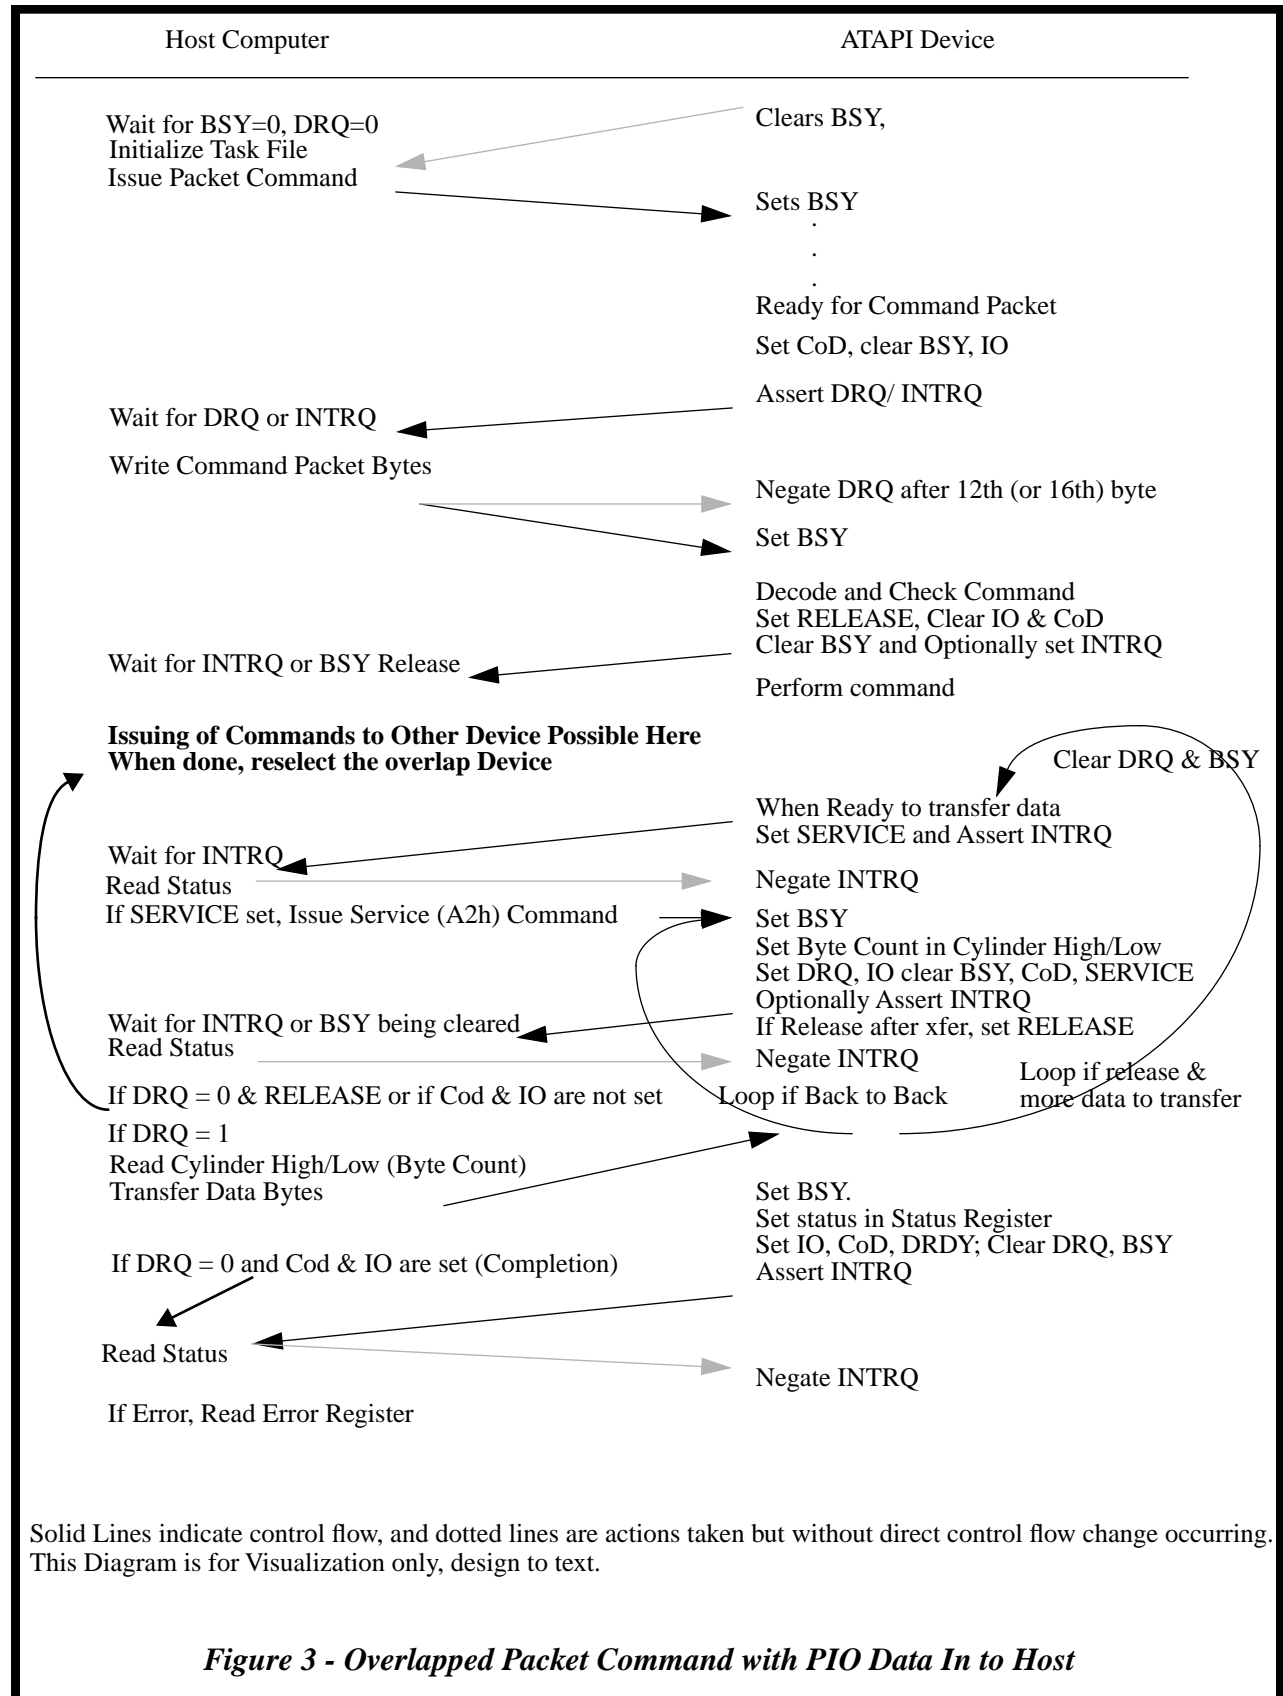 Host Computer
ATAPI Device
Clears BSY,
Wait for BSY=0, DRQ=0
Initialize Task File
Issue Packet Command
Sets BSY
.
.
.
Ready for Command Packet
Set CoD, clear BSY, IO
Assert DRQ/ INTRQ
Wait for DRQ or INTRQ
Write Command Packet Bytes
Negate DRQ after 12th (or 16th) byte
Set BSY
Decode and Check Command
Set RELEASE, Clear IO & CoD
Clear BSY and Optionally set INTRQ
Wait for INTRQ or BSY Release
Perform command
Issuing of Commands to Other Device Possible Here
When done, reselect the overlap Device
Clear DRQ & BSY
When Ready to transfer data
Set SERVICE and Assert INTRQ
Wait for INTRQ
Read Status
Negate INTRQ
If SERVICE set, Issue Service (A2h) Command
Set BSY
Set Byte Count in Cylinder High/Low
Set DRQ, IO clear BSY, CoD, SERVICE
Optionally Assert INTRQ
If Release after xfer, set RELEASE
Wait for INTRQ or BSY being cleared
Read Status
Negate INTRQ
Loop if release &
more data to transfer
If DRQ = 0 & RELEASE or if Cod & IO are not set
Loop if Back to Back
If DRQ = 1
Read Cylinder High/Low (Byte Count)
Transfer Data Bytes
Set BSY.
Set status in Status Register
Set IO, CoD, DRDY; Clear DRQ, BSY
Assert INTRQ
If DRQ = 0 and Cod & IO are set (Completion)
Read Status
Negate INTRQ
If Error, Read Error Register
Solid Lines indicate control flow, and dotted lines are actions taken but without direct control flow change occurring.
This Diagram is for Visualization only, design to text.
Figure 3 - Overlapped Packet Command with PIO Data In to Host